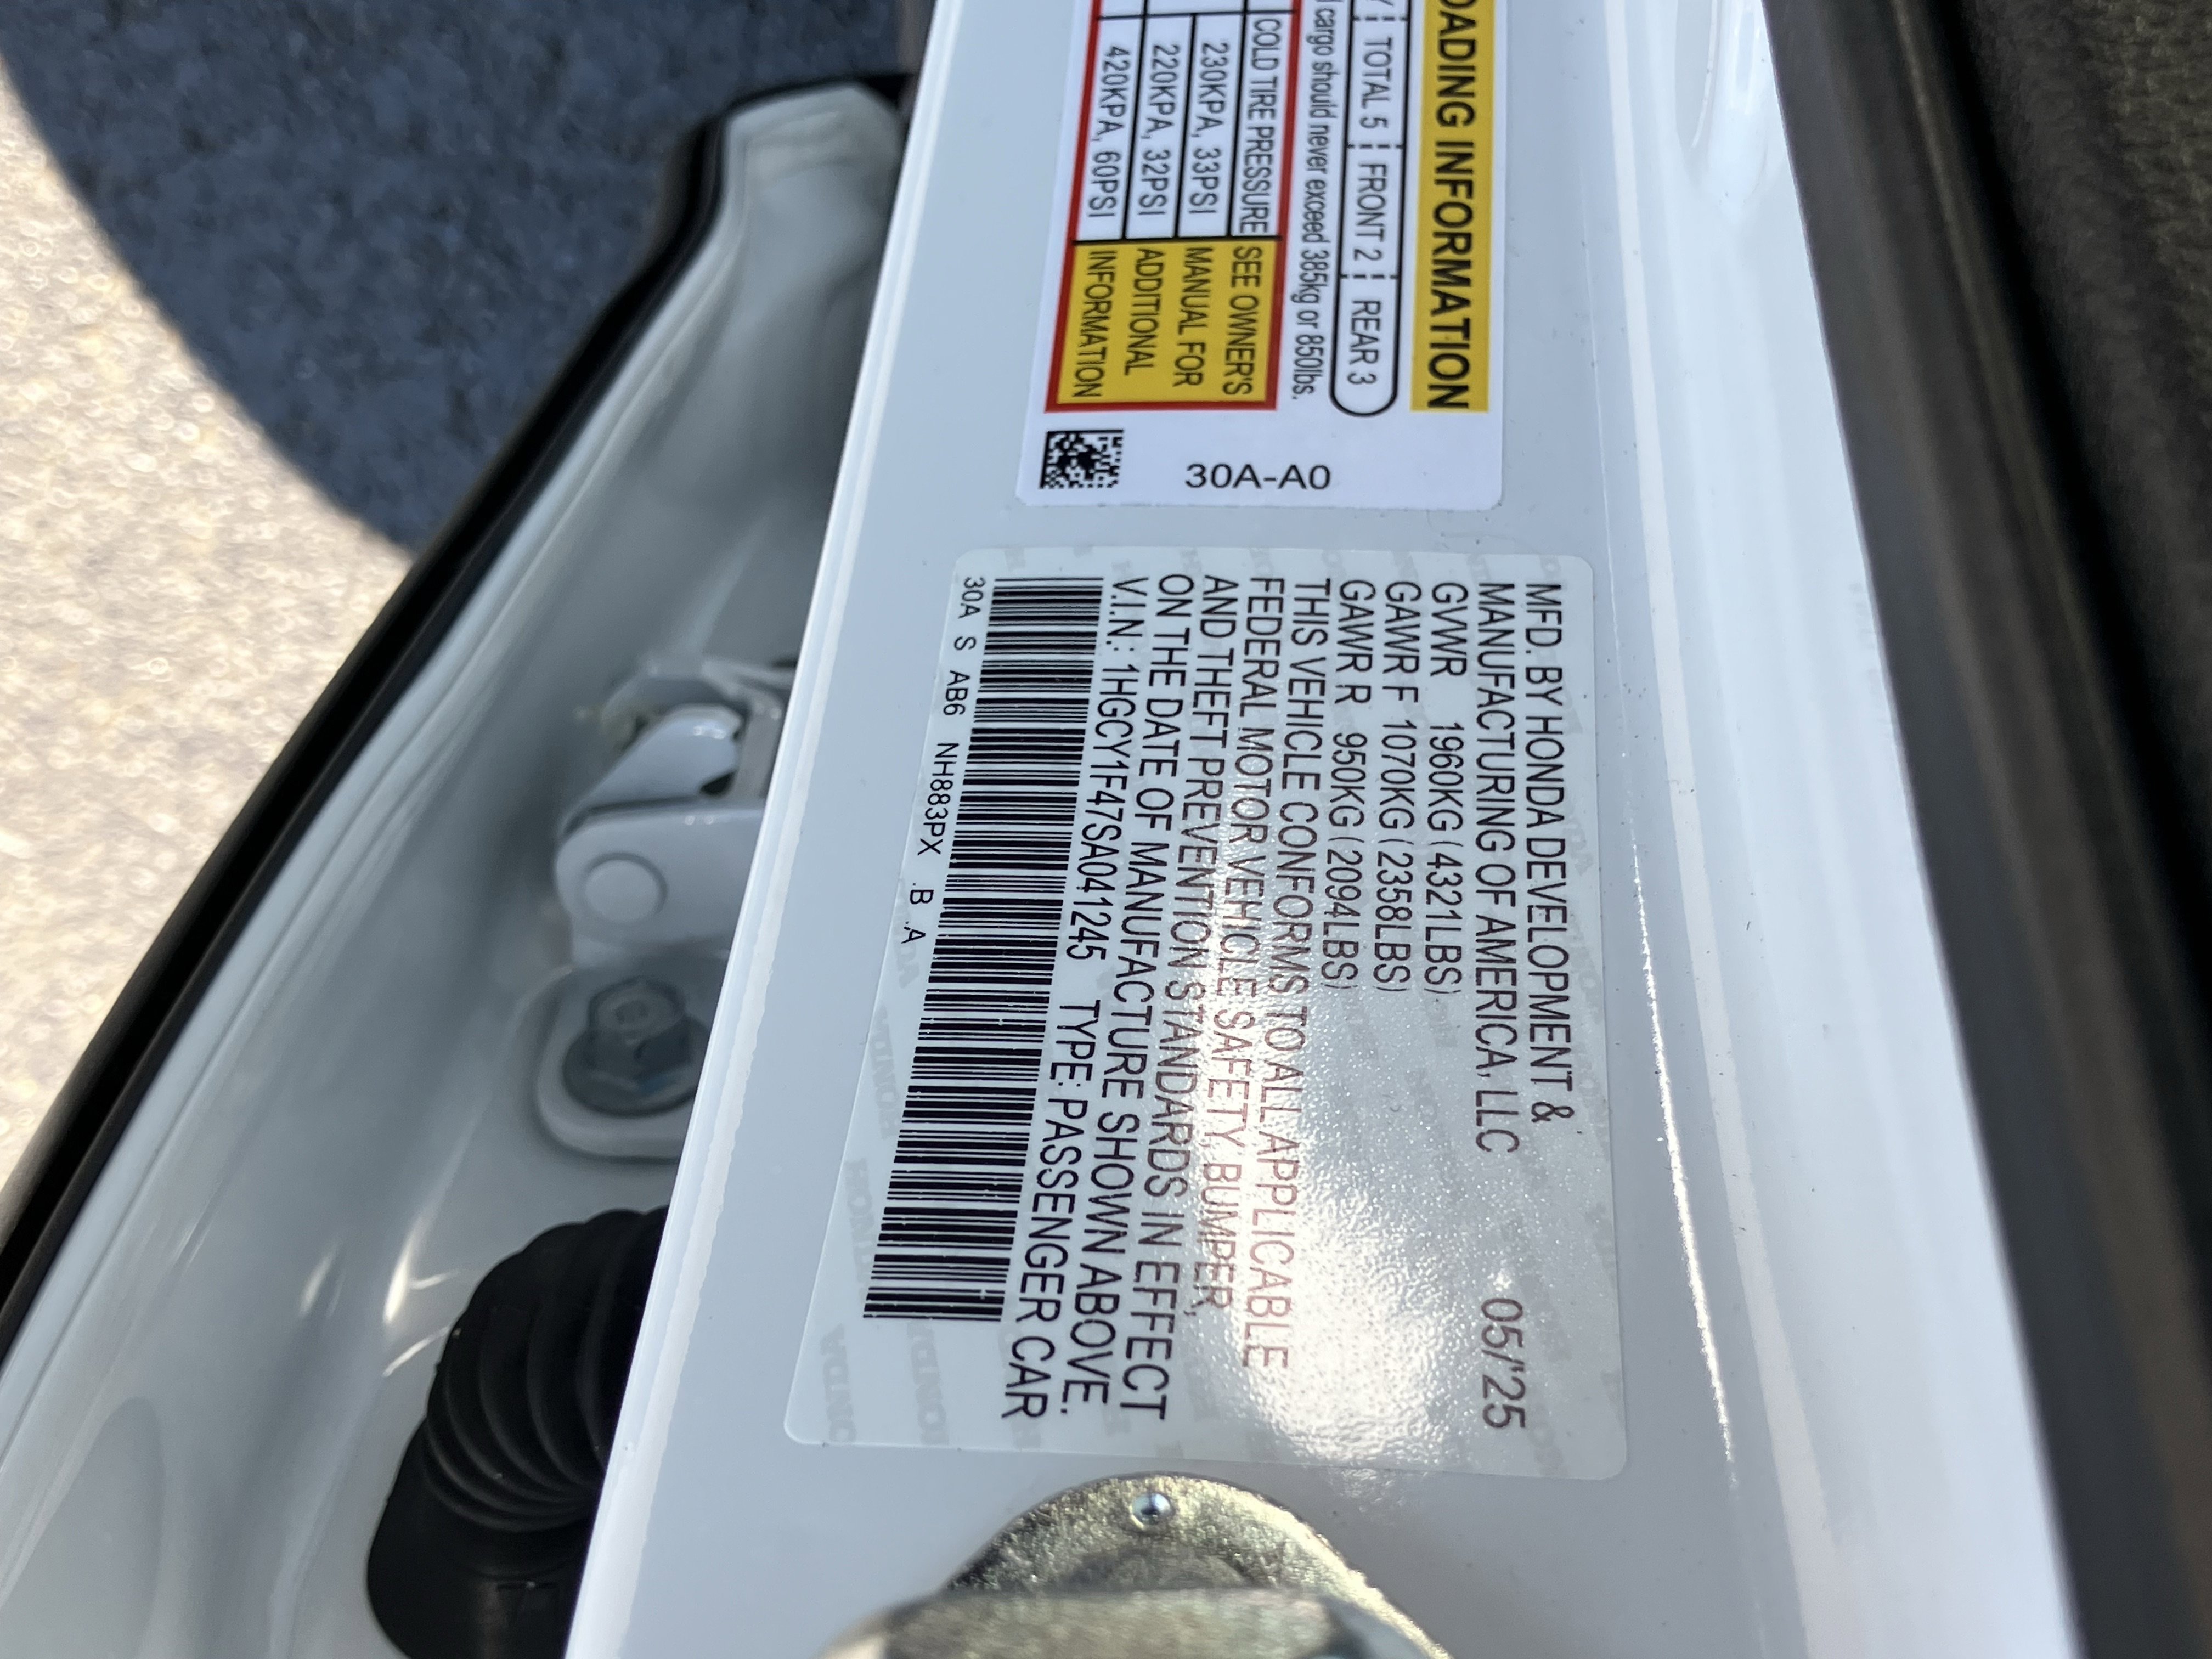 OADING INFORMATION
TOTAL 5 FRONT 2 REAR 3
cargo should never exceed 385kg or 850lbs.
COLD TIRE PRESSURE
230KPA, 33PSI
220KPA, 32PSI
420KPA, 60PSI
SEE OWNER'S
MANUAL FOR
ADDITIONAL
INFORMATION
30A-A0
MFD. BY HONDA DEVELOPMENT &
MANUFACTURING OF AMERICA, LLC 05/'25
GVWR 1960KG (4321LBS)
GAWR F 1070KG (2358LBS)
GAWR R 950KG (2094LBS)
THIS VEHICLE CONFORMS TO ALL APPLICABLE
FEDERAL MOTOR VEHICLE SAFETY, BUMPER,
AND THEFT PREVENTION STANDARDS IN EFFECT
ON THE DATE OF MANUFACTURE SHOWN ABOVE.
V.I.N.: 1HGCY1F47SA041245 TYPE: PASSENGER CAR
30A S AB6 NH883PX .B .A